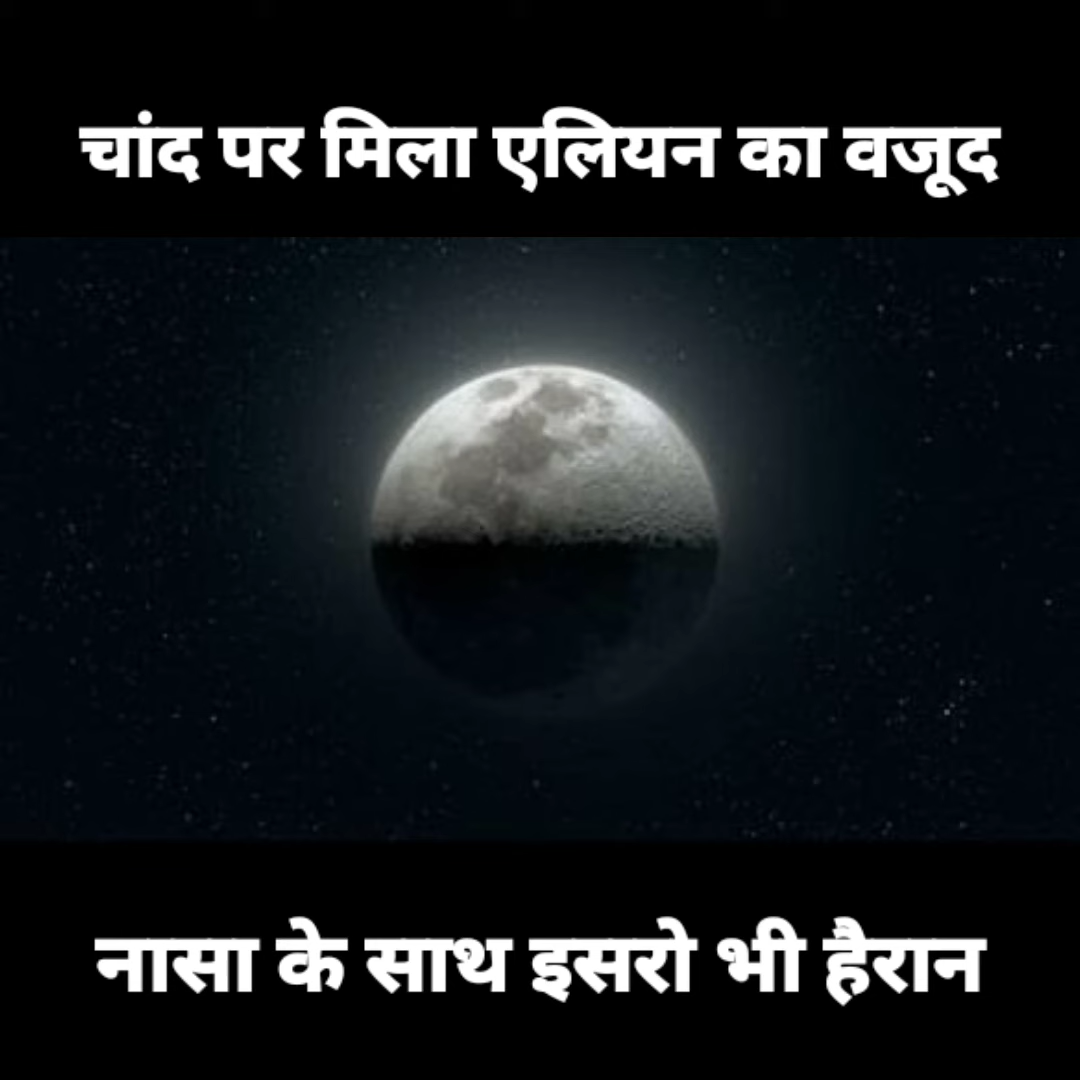 चांद पर मिला एलियन का वजूद
नासा के साथ इसरो भी हैरान